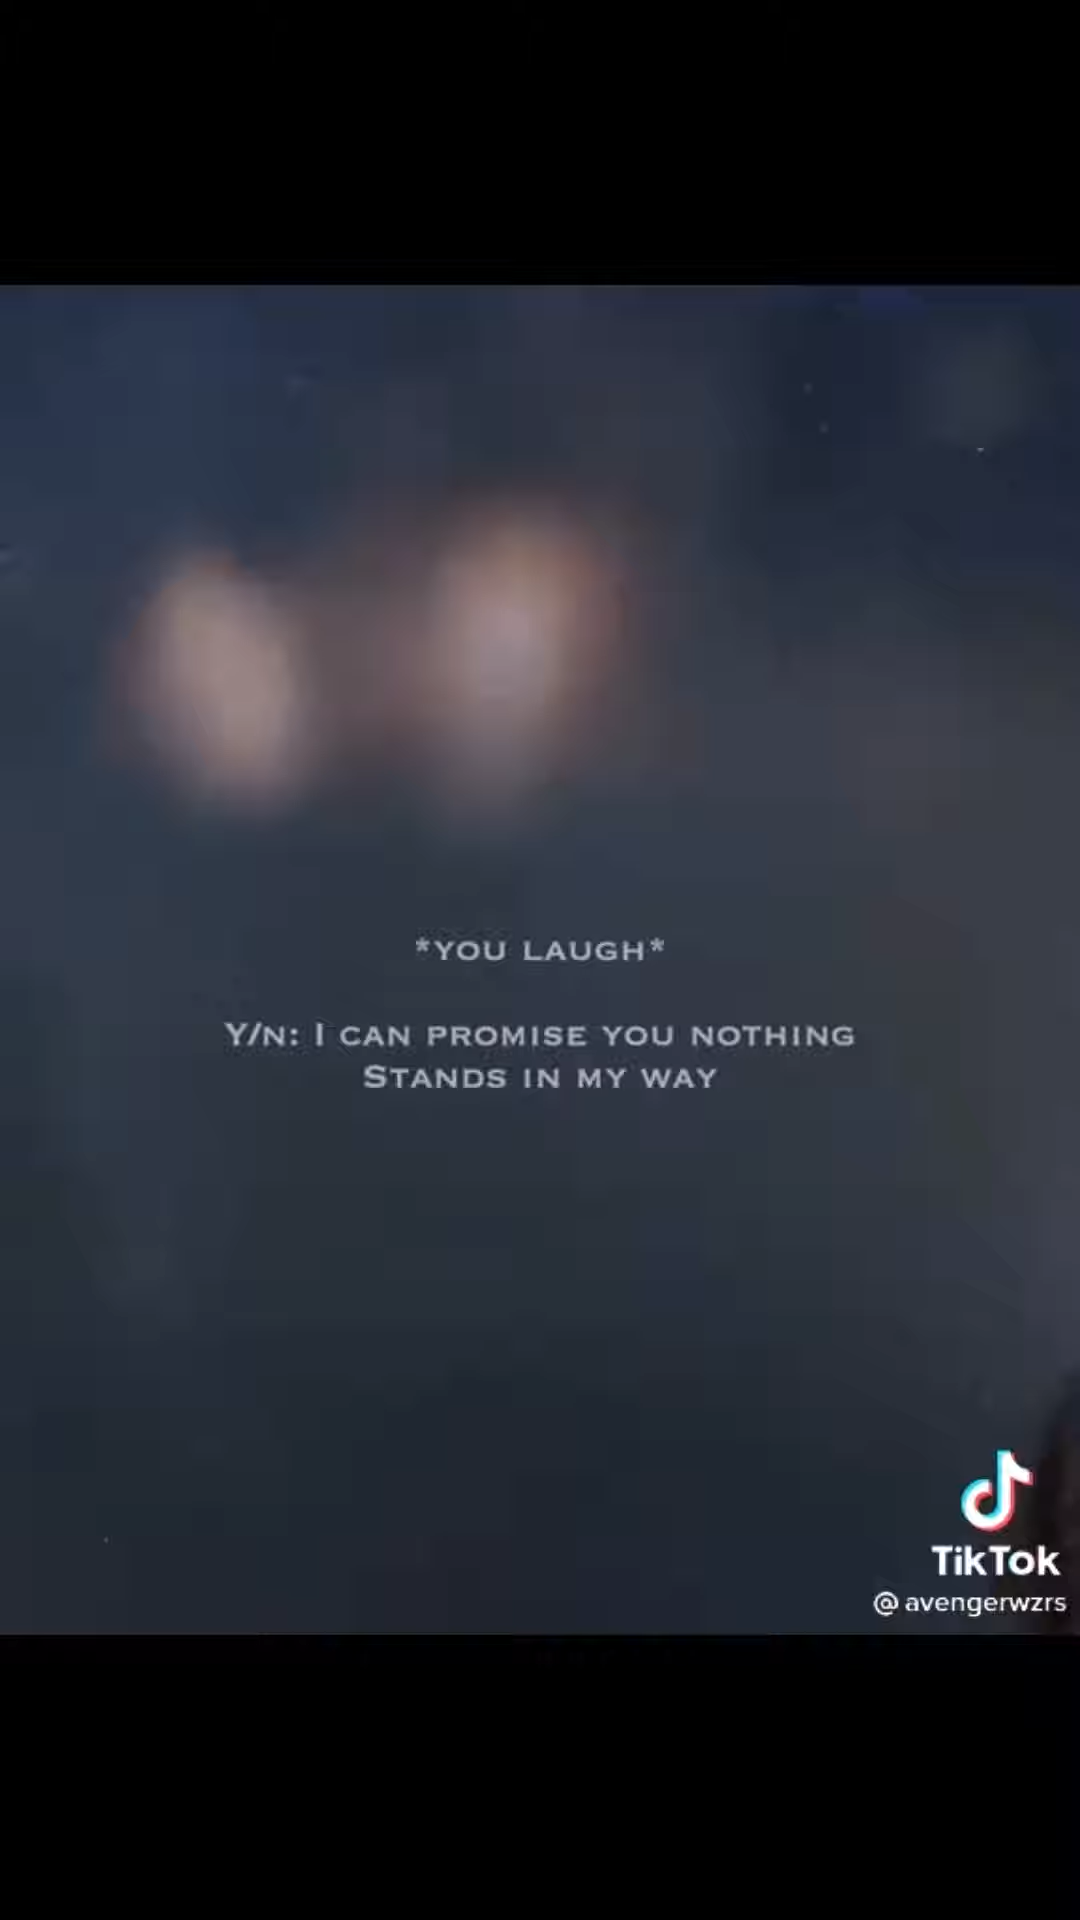 *YOU LAUGH*
Y/N: I CAN PROMISE YOU NOTHING
STANDS IN MY WAY
TikTok
@avengerwzrs